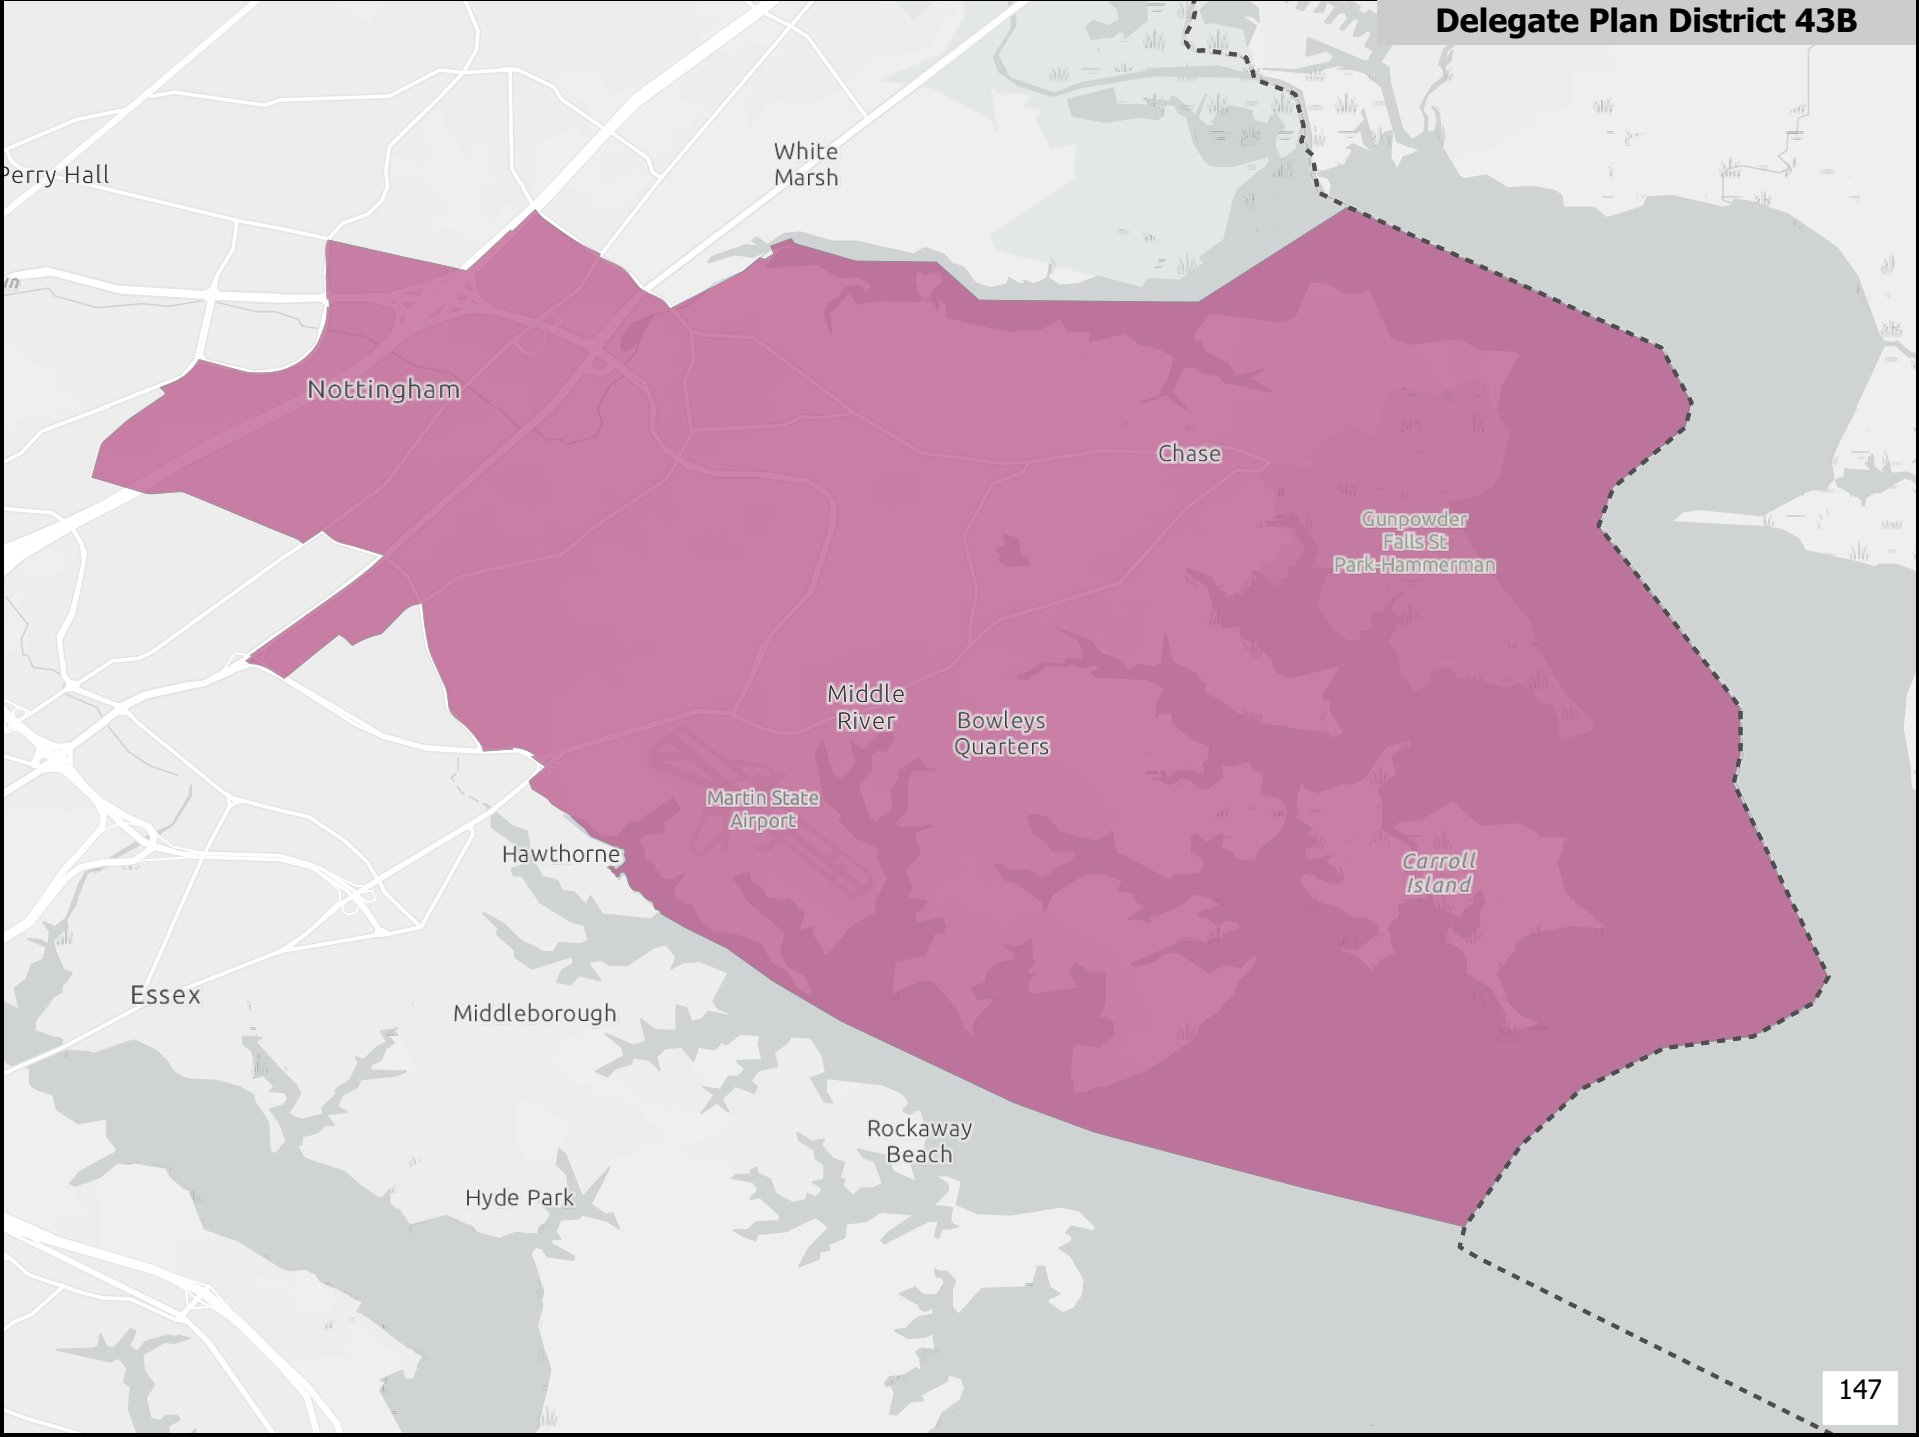 Delegate Plan District 43B
White
Marsh
Perry Hall
Nottingham
Chase
Gunpowder
Falls St
Park-Hammerman
Middle
River
Bowleys
Quarters
Martin State
Airport
Hawthorne
Carroll
Island
Essex
Middleborough
Rockaway
Beach
Hyde Park
147